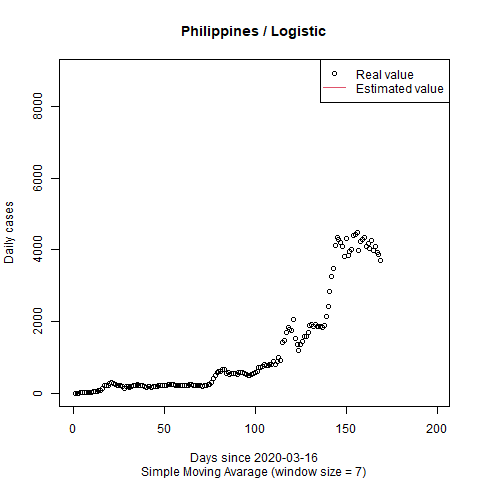 Philippines / Logistic
Real value
Estimated value
Daily cases
8000
6000
4000
2000
0
0 50 100 150 200
Days since 2020-03-16
Simple Moving Avarage (window size = 7)